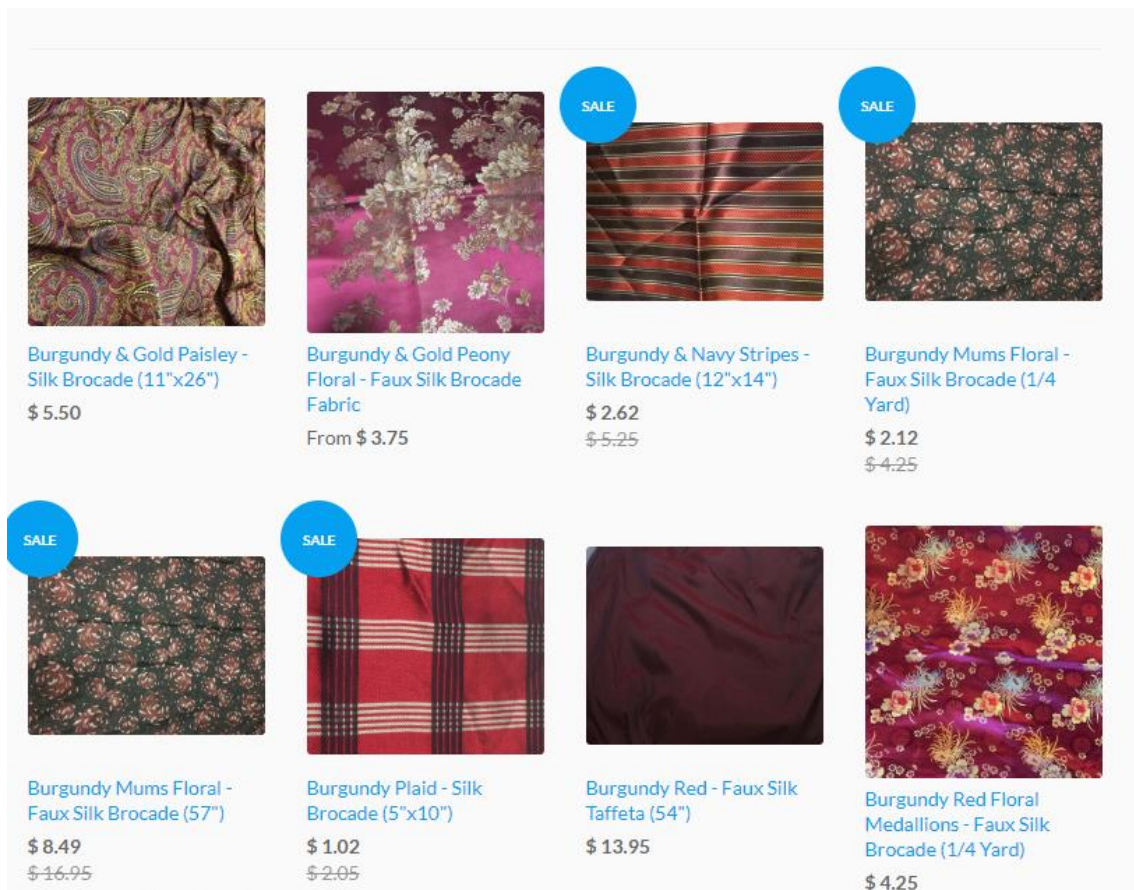 SALE
SALE
Burgundy & Gold Paisley -
Silk Brocade (11"x26")
$ 5.50
Burgundy & Gold Peony
Floral - Faux Silk Brocade
Fabric
From $ 3.75
Burgundy & Navy Stripes -
Silk Brocade (12"x14")
$ 2.62
$ 5.25
Burgundy Mums Floral -
Faux Silk Brocade (1/4
Yard)
$ 2.12
$ 4.25
SALE
SALE
Burgundy Mums Floral -
Faux Silk Brocade (57")
$ 8.49
$ 16.95
Burgundy Plaid - Silk
Brocade (5"x10")
$ 1.02
$ 2.05
Burgundy Red - Faux Silk
Taffeta (54")
$ 13.95
Burgundy Red Floral
Medallions - Faux Silk
Brocade (1/4 Yard)
$ 4.25